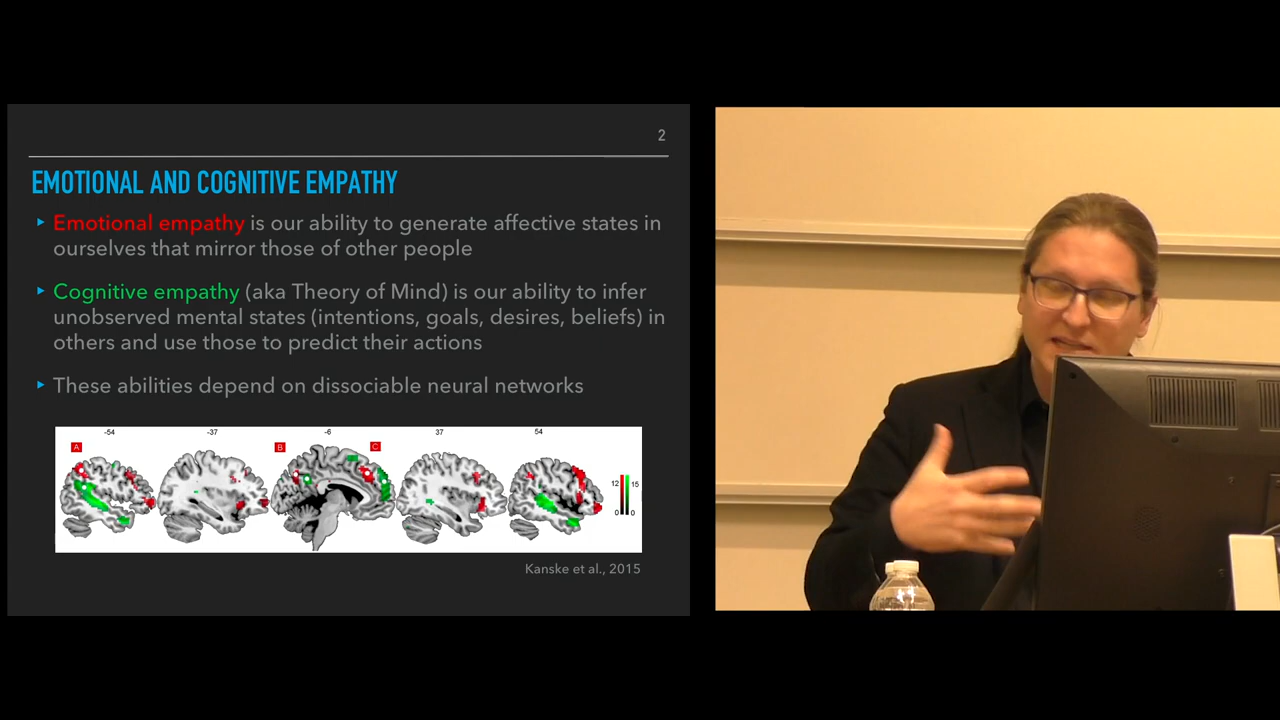 2
EMOTIONAL AND COGNITIVE EMPATHY
Emotional empathy is our ability to generate affective states in
ourselves that mirror those of other people
Cognitive empathy (aka Theory of Mind) is our ability to infer
unobserved mental states (intentions, goals, desires, beliefs) in
others and use those to predict their actions
These abilities depend on dissociable neural networks
-54 -37 -6 37 54
A B C
12 15
0 0
Kanske et al., 2015